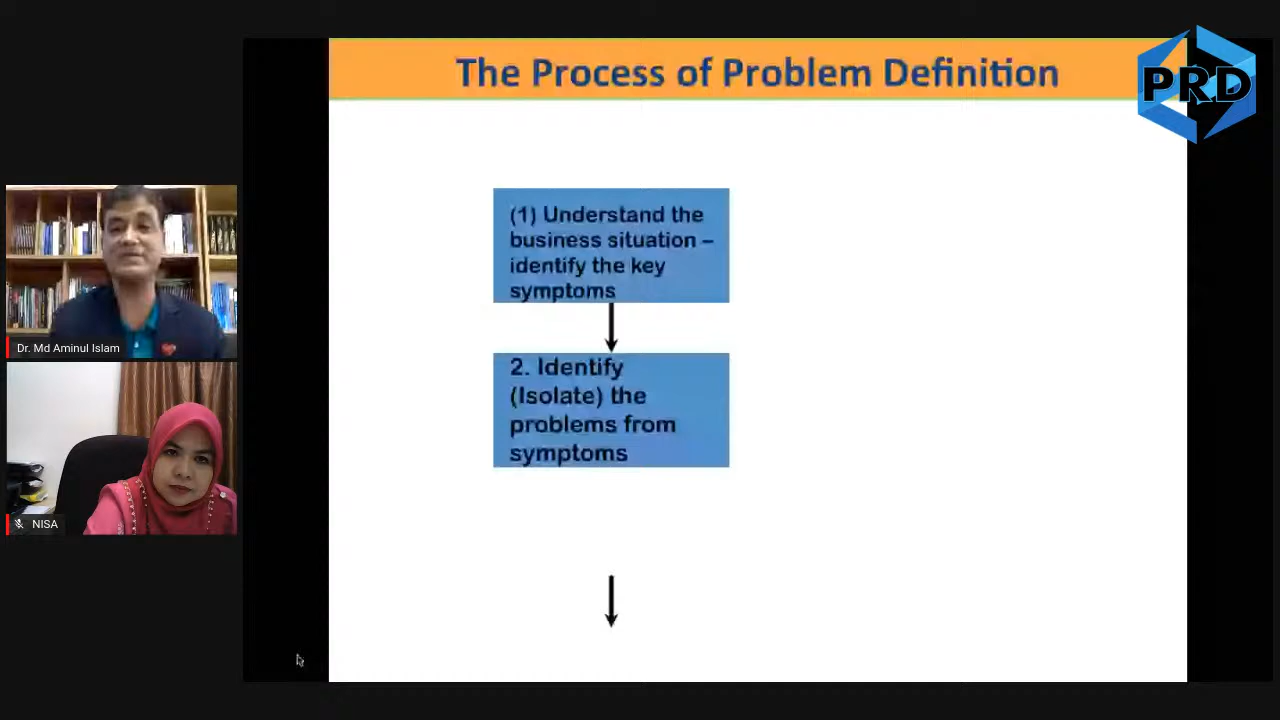 The Process of Problem Definition
PRD
(1) Understand the
business situation –
identify the key
symptoms
2. Identify
(Isolate) the
problems from
symptoms
Dr. Md Aminul Islam
NISA